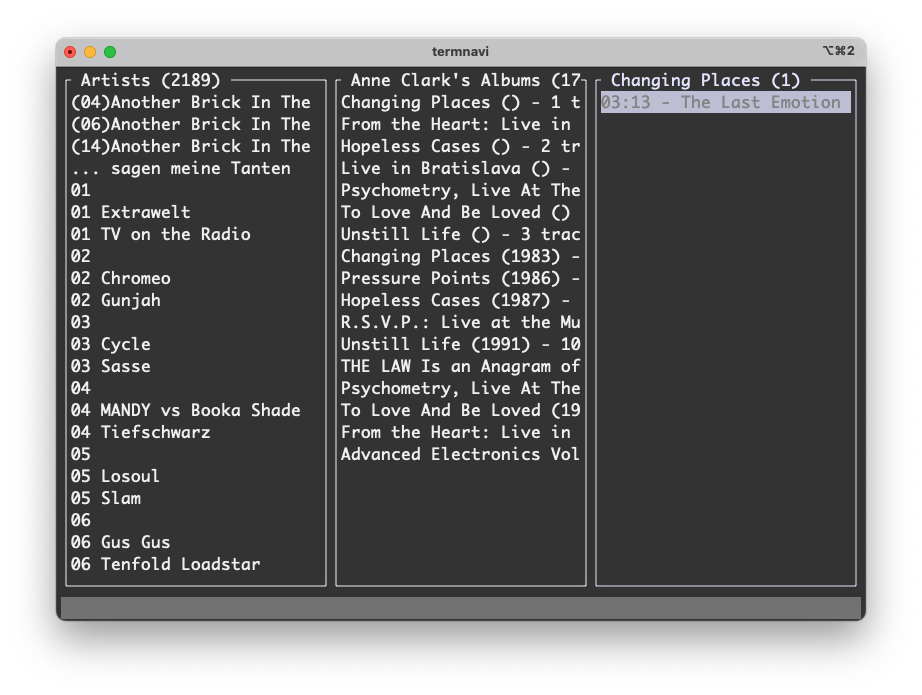 termnavi
⌥⌘2
Artists (2189)
(04)Another Brick In The
(06)Another Brick In The
(14)Another Brick In The
... sagen meine Tanten
01
01 Extrawelt
01 TV on the Radio
02
02 Chromeo
02 Gunjah
03
03 Cycle
03 Sasse
04
04 MANDY vs Booka Shade
04 Tiefschwarz
05
05 Losoul
05 Slam
06
06 Gus Gus
06 Tenfold Loadstar
Anne Clark's Albums (17
Changing Places () - 1 t
From the Heart: Live in
Hopeless Cases () - 2 tr
Live in Bratislava () -
Psychometry, Live At The
To Love And Be Loved ()
Unstill Life () - 3 trac
Changing Places (1983) -
Pressure Points (1986) -
Hopeless Cases (1987) -
R.S.V.P.: Live at the Mu
Unstill Life (1991) - 10
THE LAW Is an Anagram of
Psychometry, Live At The
To Love And Be Loved (19
From the Heart: Live in
Advanced Electronics Vol
Changing Places (1)
03:13 - The Last Emotion